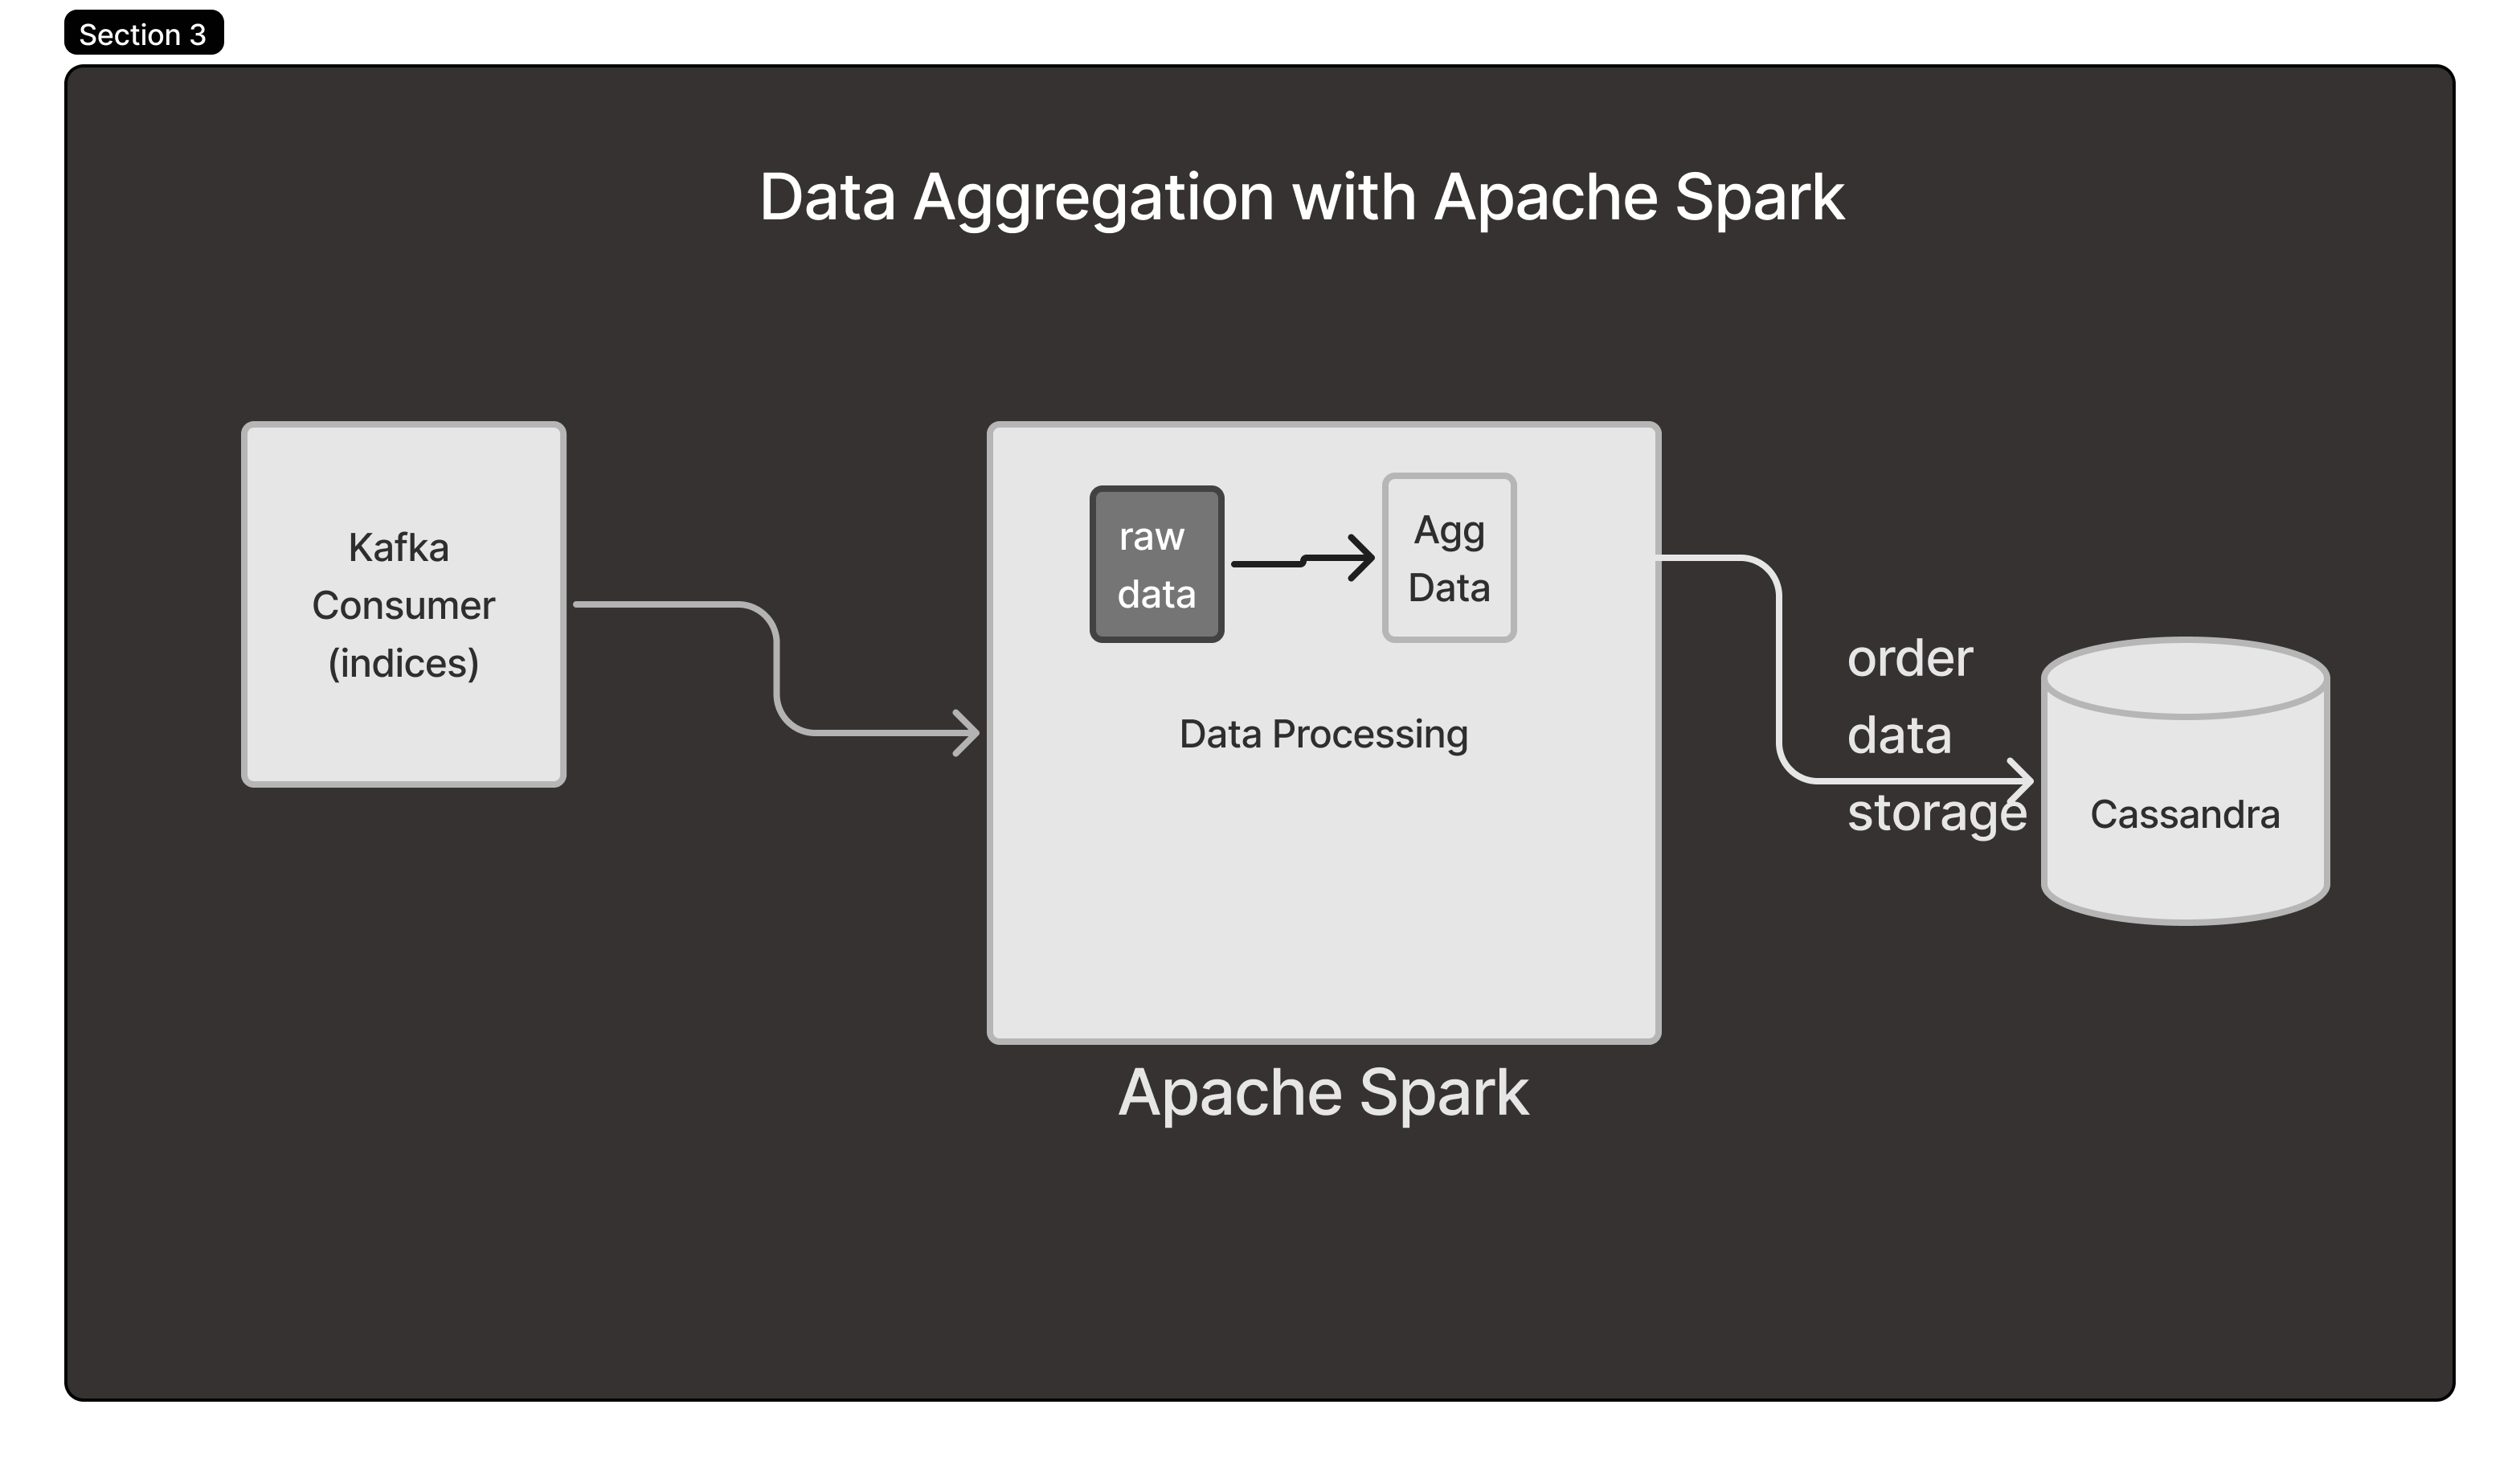 Section 3
Data Aggregation with Apache Spark
Kafka
Consumer
(indices)
raw
data
Agg
Data
Data Processing
order
data
storage
Cassandra
Apache Spark